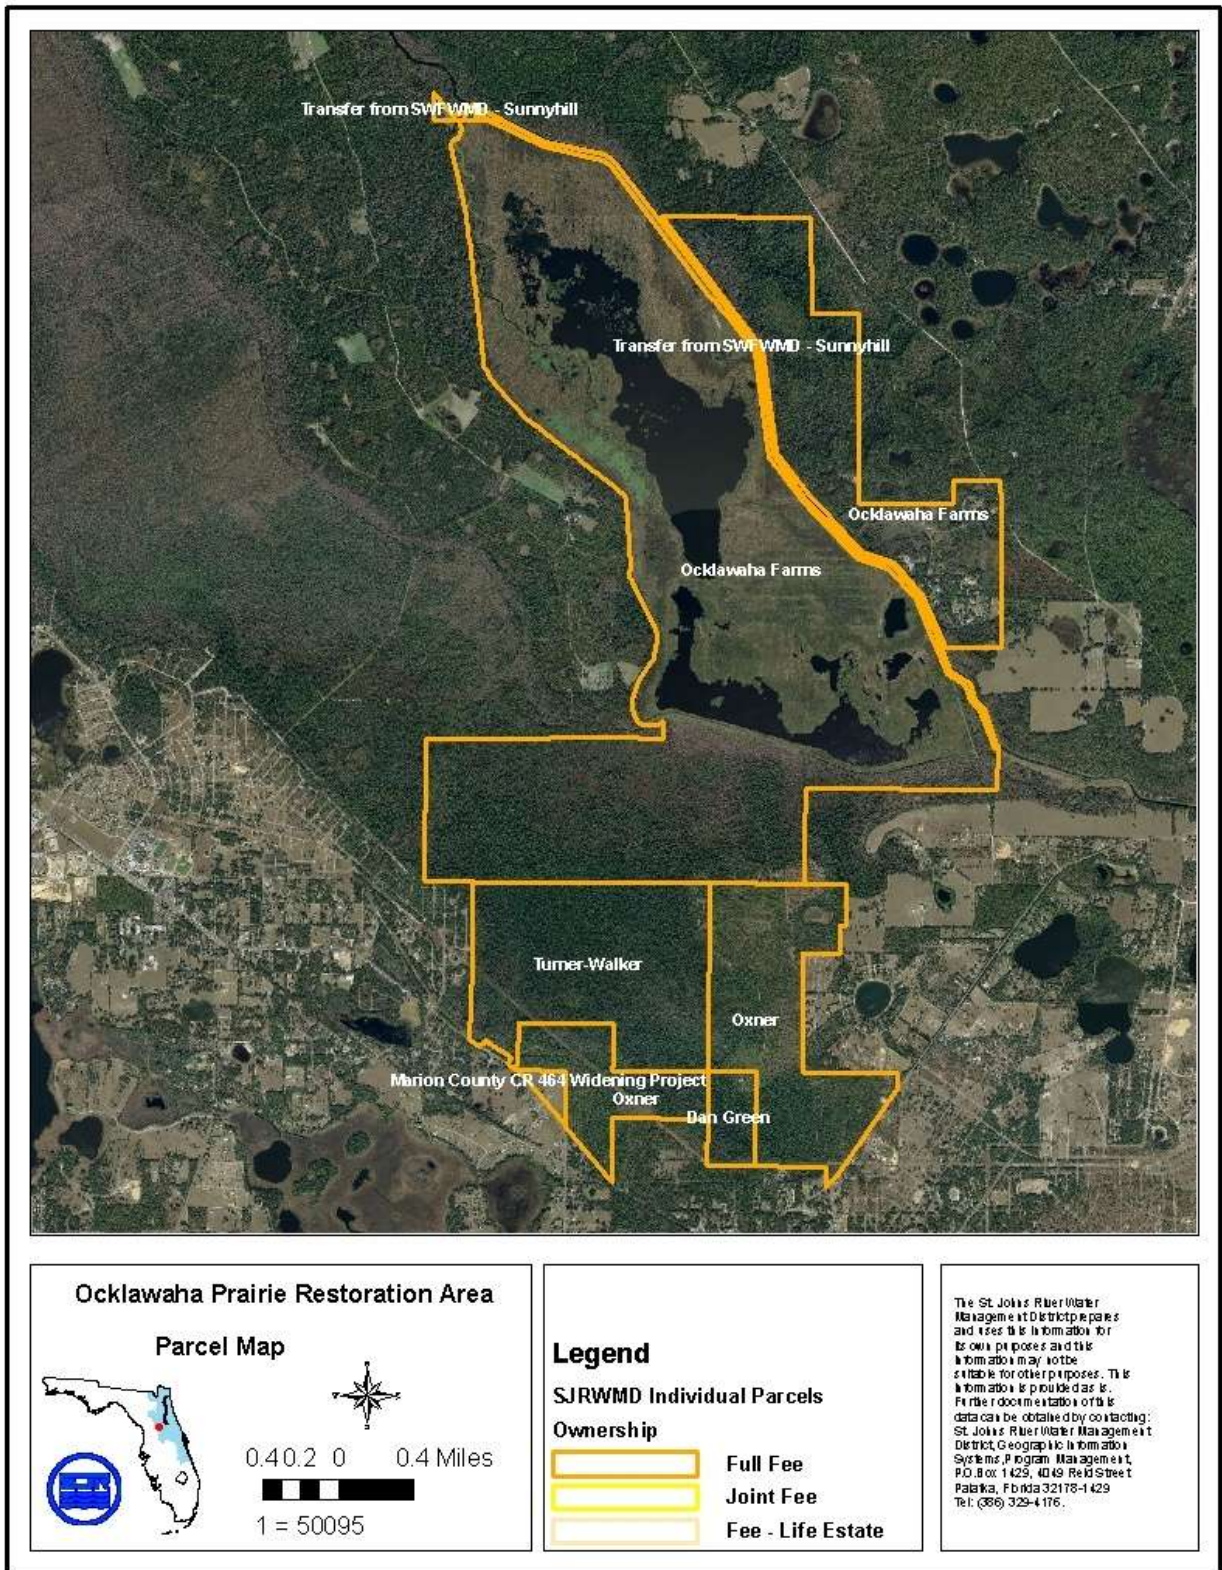 Transfer from SWFWMD - Sunnyhill
Transfer from SWFWMD - Sunnyhill
Ocklawaha Farms
Ocklawaha Farms
Turner-Walker
Oxner
Marion County CR 464 Widening Project
Oxner
Dan Green
Ocklawaha Prairie Restoration Area
Parcel Map
0.4 0.2 0 0.4 Miles
1 = 50095
Legend
SJRWMD Individual Parcels
Ownership
Full Fee
Joint Fee
Fee - Life Estate
The St. Johns River Water
Management District prepares
and uses this information for
its own purposes and this
information may not be
suitable for other purposes. This
information is provided as is.
Further documentation of this
data can be obtained by contacting:
St. Johns River Water Management
District, Geographic Information
Systems, Program Management,
P.O. Box 1429, 4049 Reid Street
Palatka, Florida 32178-1429
Tel: (386) 329-4176.